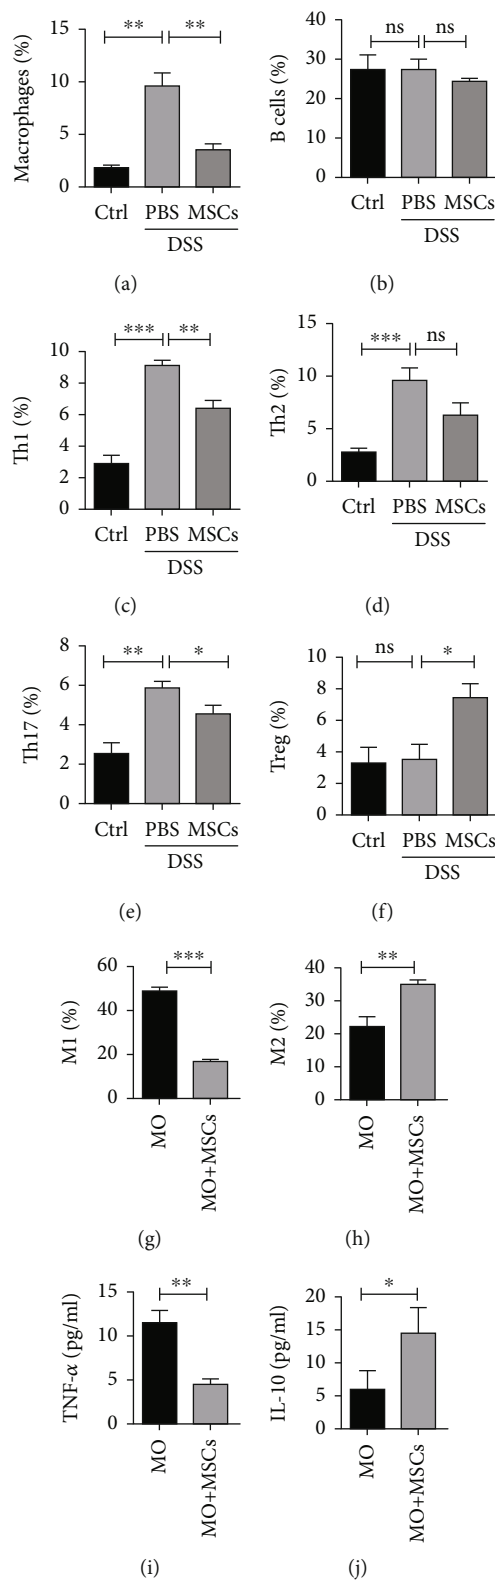 ** **
15
10
5
0
Macrophages (%)
Ctrl PBS MSCs
DSS
(a)
ns ns
40
30
20
10
0
B cells (%)
Ctrl PBS MSCs
DSS
(b)
*** **
10
8
6
4
2
0
Th1 (%)
Ctrl PBS MSCs
DSS
(c)
*** ns
15
10
5
0
Th2 (%)
Ctrl PBS MSCs
DSS
(d)
** *
8
6
4
2
0
Th17 (%)
Ctrl PBS MSCs
DSS
(e)
ns *
10
8
6
4
2
0
Treg (%)
Ctrl PBS MSCs
DSS
(f)
***
60
40
20
0
M1 (%)
MO
MO+MSCs
(g)
**
40
30
20
10
0
M2 (%)
MO
MO+MSCs
(h)
**
15
10
5
0
TNF-α (pg/ml)
MO
MO+MSCs
(i)
*
20
15
10
5
0
IL-10 (pg/ml)
MO
MO+MSCs
(j)